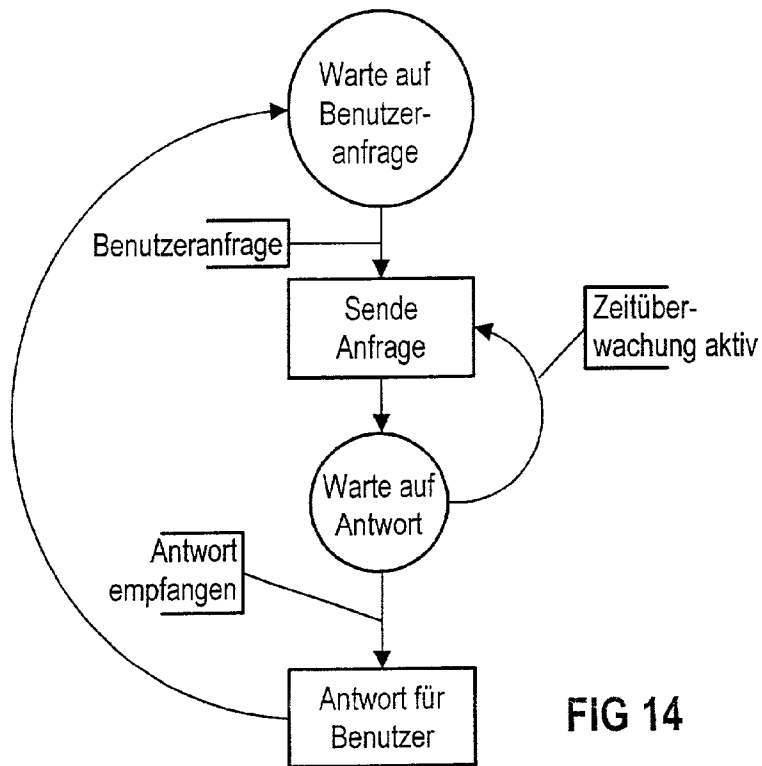 Warte auf
Benutzer-
anfrage
Benutzeranfrage
Sende
Anfrage
Zeitüber-
wachung aktiv
Warte auf
Antwort
Antwort
empfangen
Antwort für
Benutzer
FIG 14